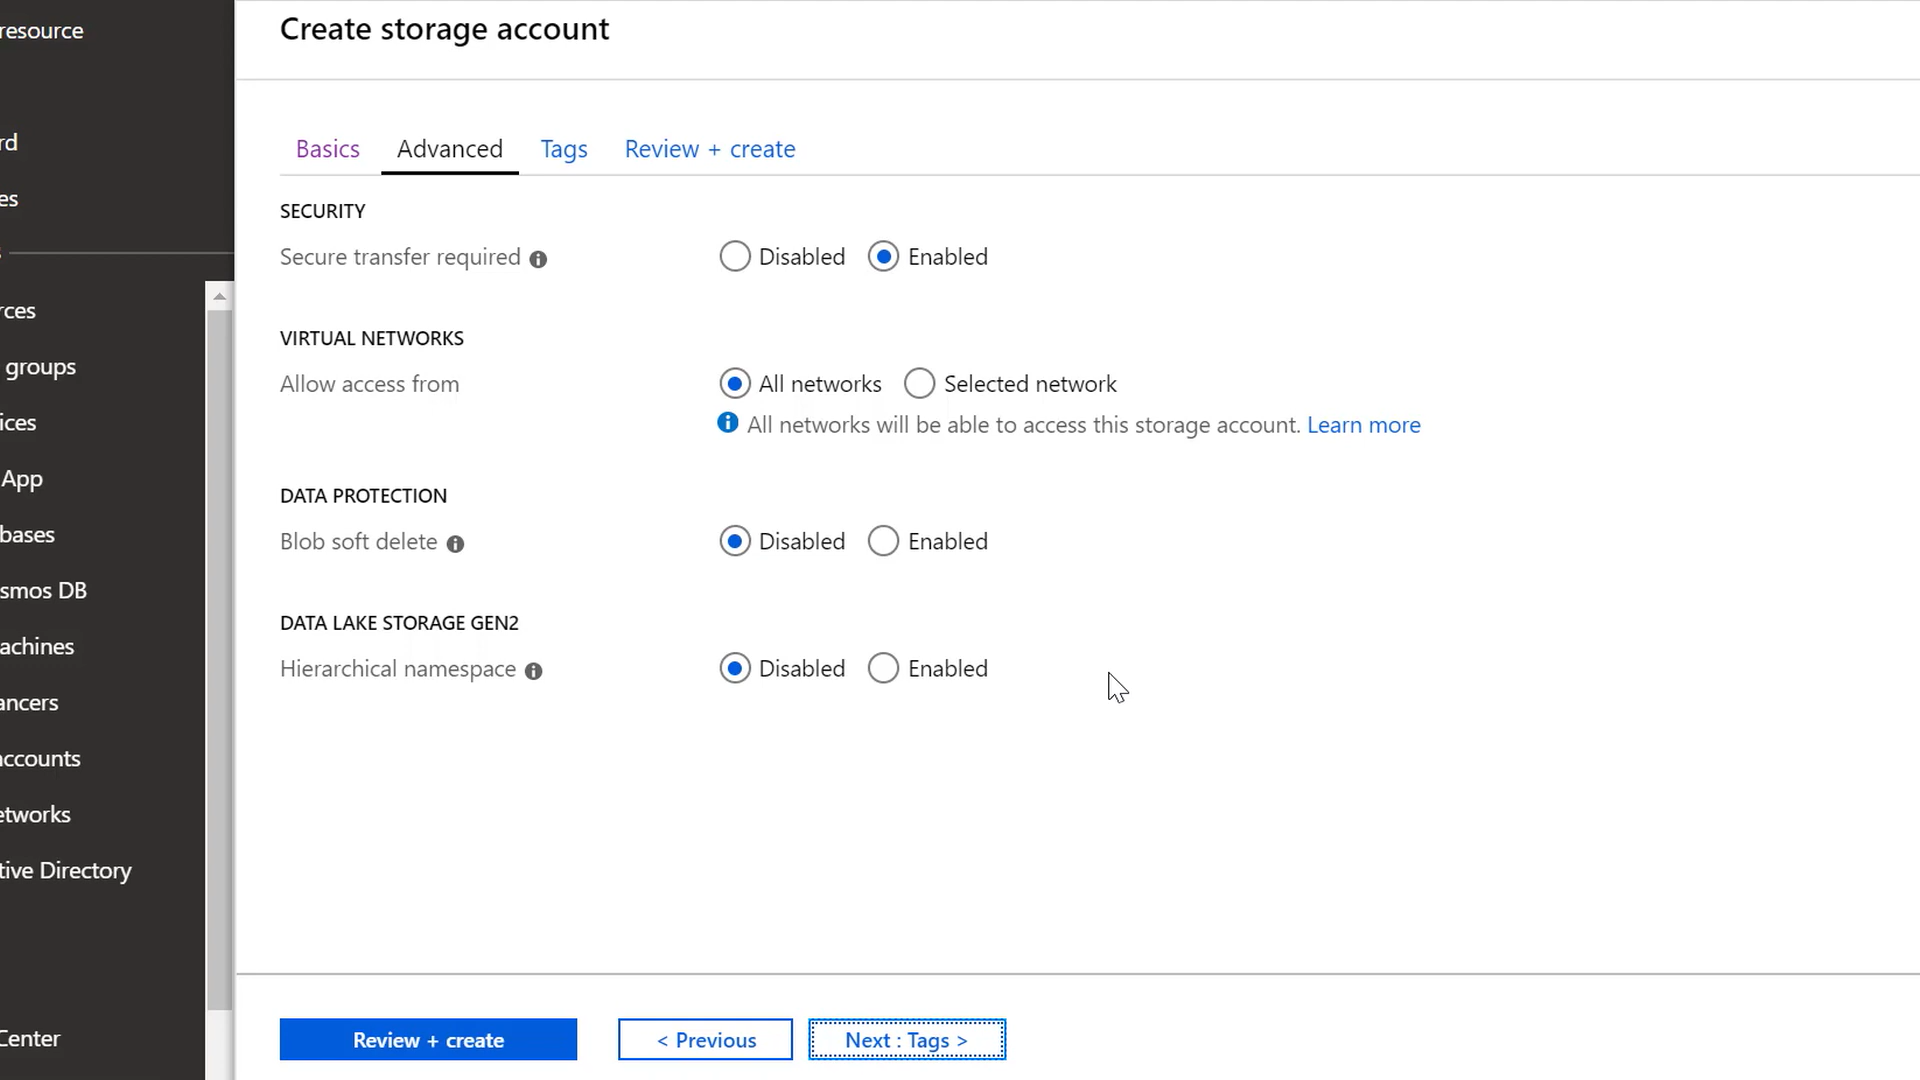 resource
rd
es
rces
groups
ices
App
bases
smos DB
achines
ancers
accounts
etworks
tive Directory
Center
Create storage account
Basics Advanced Tags Review + create
SECURITY
Secure transfer required Disabled Enabled
VIRTUAL NETWORKS
Allow access from All networks Selected network
All networks will be able to access this storage account. Learn more
DATA PROTECTION
Blob soft delete Disabled Enabled
DATA LAKE STORAGE GEN2
Hierarchical namespace Disabled Enabled
Review + create < Previous Next : Tags >